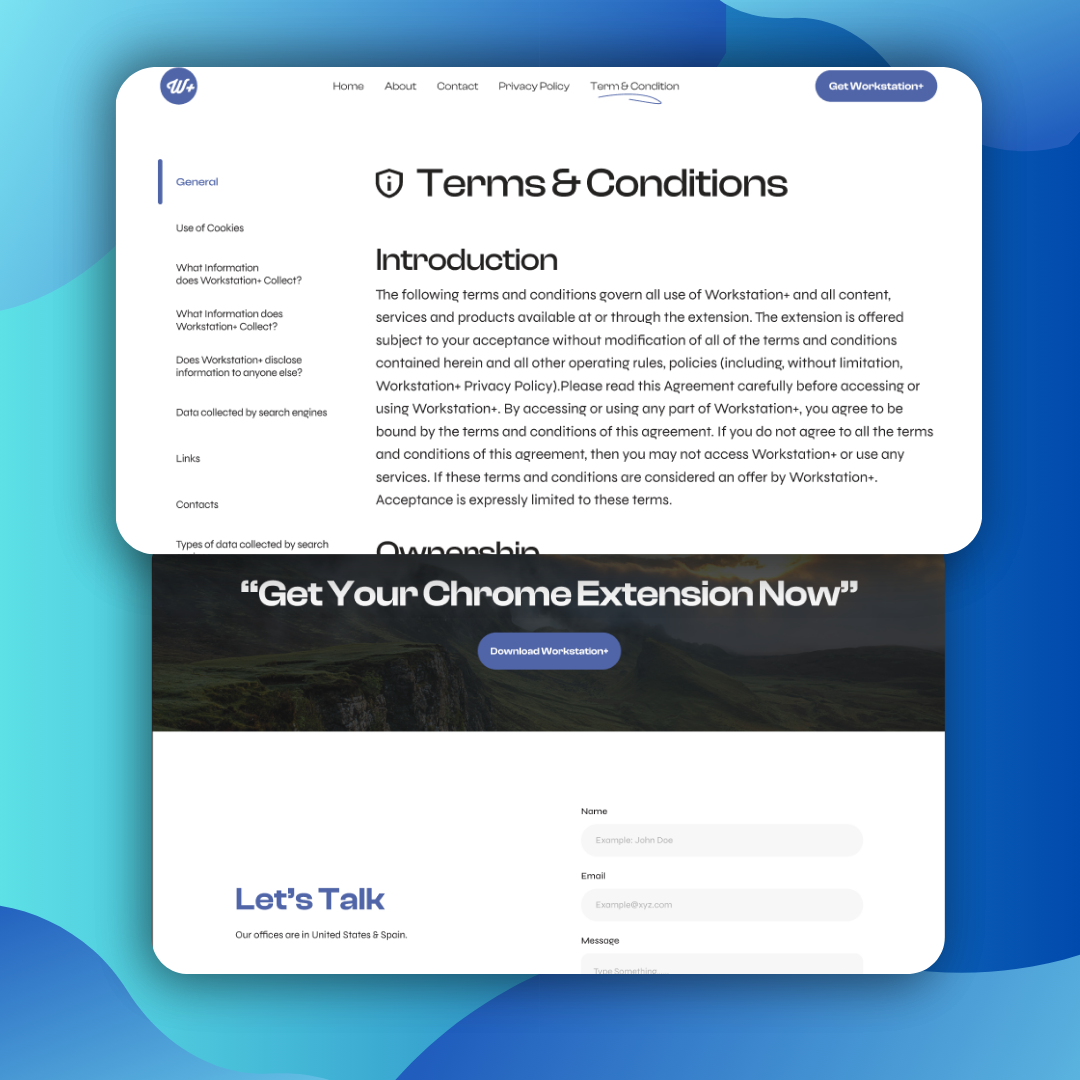 W+
Home About Contact Privacy Policy Term & Condition
Get Workstation+
General
Use of Cookies
What Information
does Workstation+ Collect?
What Information does
Workstation+ Collect?
Does Workstation+ disclose
information to anyone else?
Data collected by search engines
Links
Contacts
Types of data collected by search
Terms & Conditions
Introduction
The following terms and conditions govern all use of Workstation+ and all content,
services and products available at or through the extension. The extension is offered
subject to your acceptance without modification of all of the terms and conditions
contained herein and all other operating rules, policies (including, without limitation,
Workstation+ Privacy Policy).Please read this Agreement carefully before accessing or
using Workstation+. By accessing or using any part of Workstation+, you agree to be
bound by the terms and conditions of this agreement. If you do not agree to all the terms
and conditions of this agreement, then you may not access Workstation+ or use any
services. If these terms and conditions are considered an offer by Workstation+.
Acceptance is expressly limited to these terms.
Ownership
“Get Your Chrome Extension Now”
Download Workstation+
Let’s Talk
Our offices are in United States & Spain.
Name
Example: John Doe
Email
Example@xyz.com
Message
Type Something...